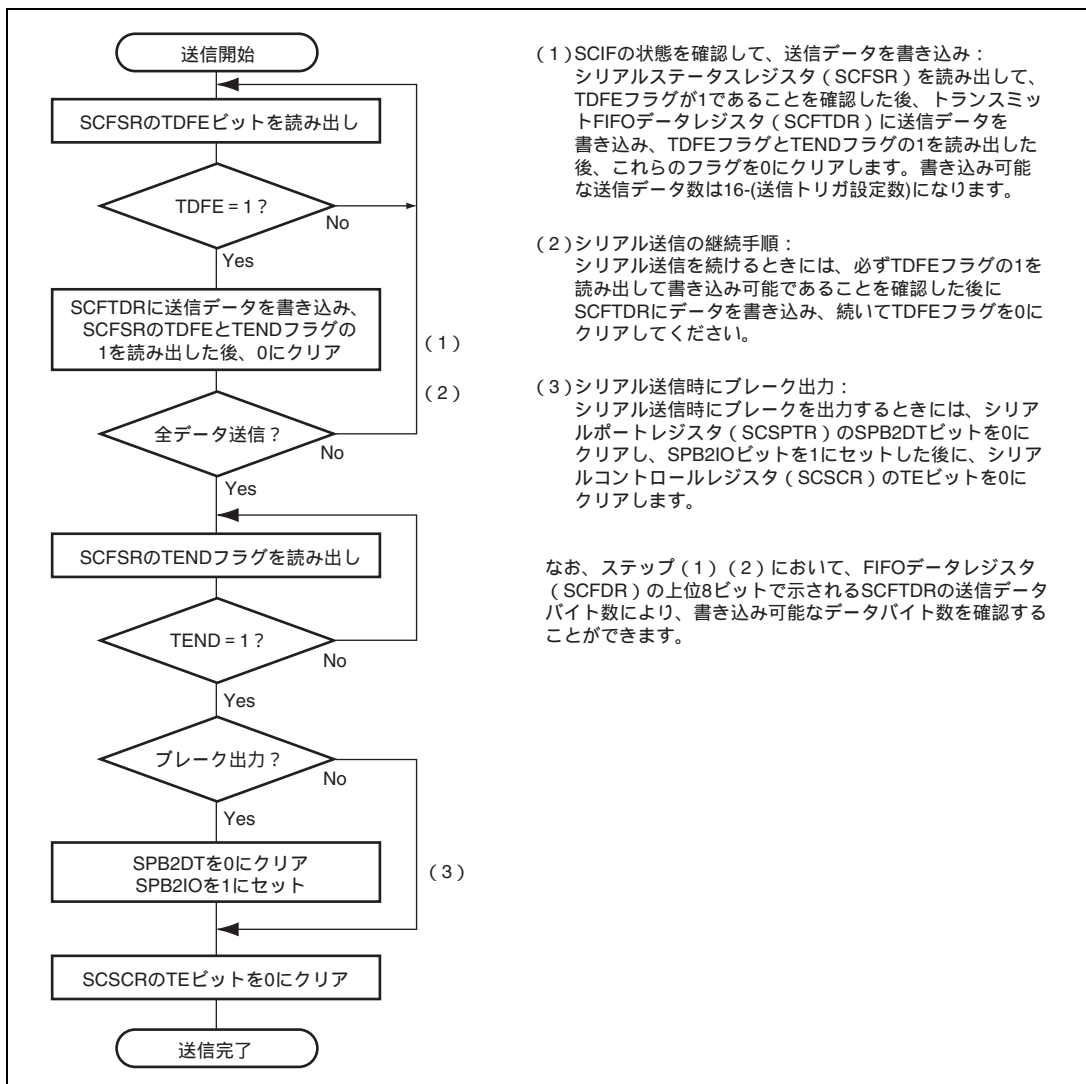 送信開始
SCFSRのTDFEビットを読み出し
TDFE = 1?
No
Yes
SCFTDRに送信データを書き込み、
SCFSRのTDFEとTENDフラグの
1を読み出した後、0にクリア
(1)
(2)
全データ送信?
No
Yes
SCFSRのTENDフラグを読み出し
TEND = 1?
No
Yes
ブレーク出力?
No
Yes
SPB2DTを0にクリア
SPB2IOを1にセット
(3)
SCSCRのTEビットを0にクリア
送信完了
(1)SCIFの状態を確認して、送信データを書き込み:
シリアルステータスレジスタ(SCFSR)を読み出して、
TDFEフラグが1であることを確認した後、トランスミッ
トFIFOデータレジスタ(SCFTDR)に送信データを
書き込み、TDFEフラグとTENDフラグの1を読み出した
後、これらのフラグを0にクリアします。書き込み可能
な送信データ数は16-(送信トリガ設定数)になります。
(2)シリアル送信の継続手順:
シリアル送信を続けるときには、必ずTDFEフラグの1を
読み出して書き込み可能であることを確認した後に
SCFTDRにデータを書き込み、続いてTDFEフラグを0に
クリアしてください。
(3)シリアル送信時にブレーク出力:
シリアル送信時にブレークを出力するときには、シリア
ルポートレジスタ(SCSPTR)のSPB2DTビットを0に
クリアし、SPB2IOビットを1にセットした後に、シリア
ルコントロールレジスタ(SCSCR)のTEビットを0に
クリアします。
なお、ステップ(1)(2)において、FIFOデータレジスタ
(SCFDR)の上位8ビットで示されるSCFTDRの送信データ
バイト数により、書き込み可能なデータバイト数を確認する
ことができます。